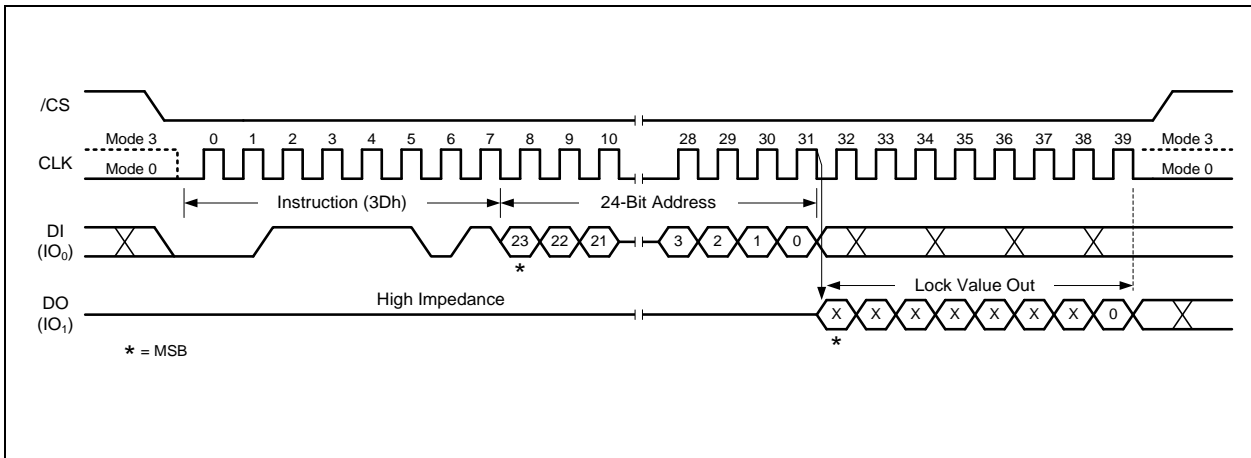 /CS
Mode 3 0 1 2 3 4 5 6 7 8 9 10 28 29 30 31 32 33 34 35 36 37 38 39 Mode 3
CLK
Mode 0 Mode 0
Instruction (3Dh) 24-Bit Address
DI
(IO0)
23 22 21 3 2 1 0
*
Lock Value Out
High Impedance
DO
(IO1)
X X X X X X X 0
*
* = MSB